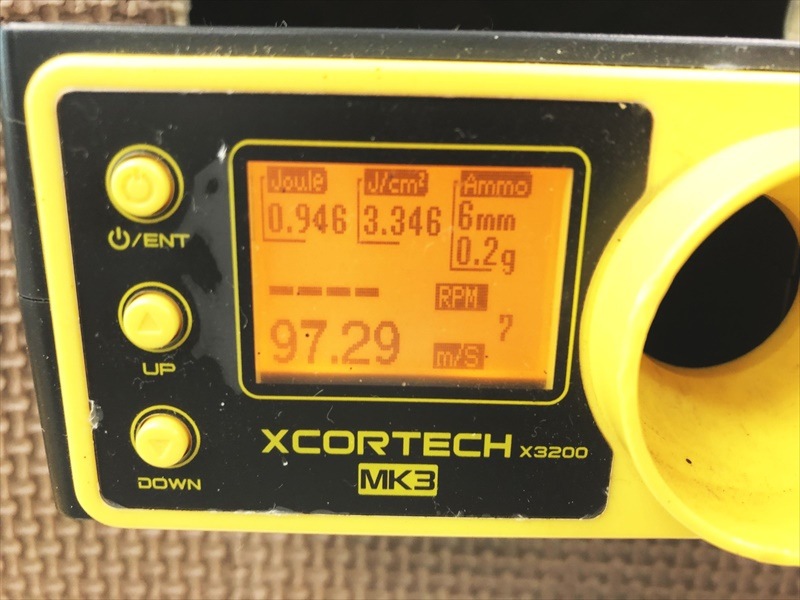 Joule J/cm² Ammo
0.946 3.346 6mm
0.2g
---- RPM
7
97.29 m/S
⏻/ENT
UP
DOWN
XCORTECH X3200
MK3